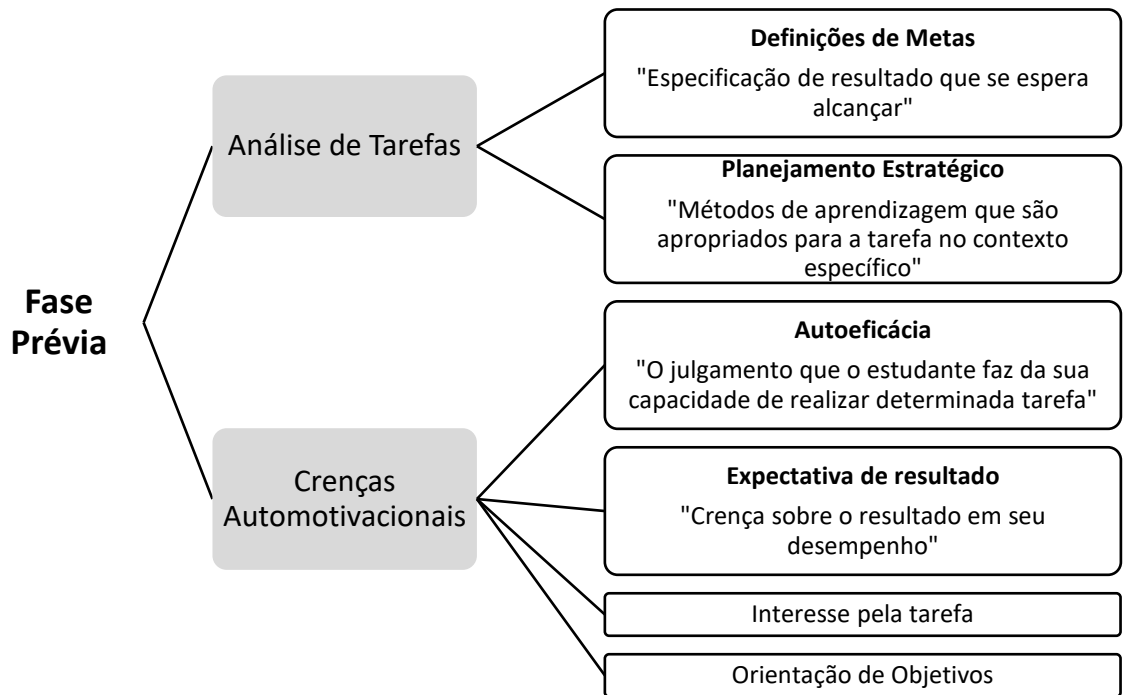 Fase
Prévia
Análise de Tarefas
Definições de Metas
"Especificação de resultado que se espera
alcançar"
Planejamento Estratégico
"Métodos de aprendizagem que são
apropriados para a tarefa no contexto
específico"
Crenças
Automotivacionais
Autoeficácia
"O julgamento que o estudante faz da sua
capacidade de realizar determinada tarefa"
Expectativa de resultado
"Crença sobre o resultado em seu
desempenho"
Interesse pela tarefa
Orientação de Objetivos